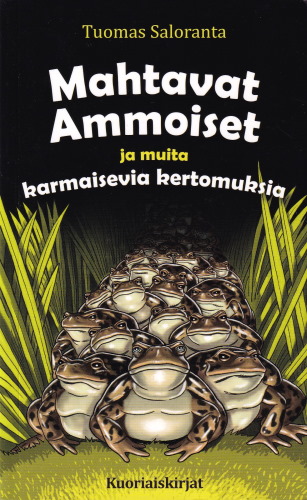 Tuomas Saloranta
Mahtavat
Ammoiset
ja muita
karmaisevia kertomuksia
Kuoriaiskirjat